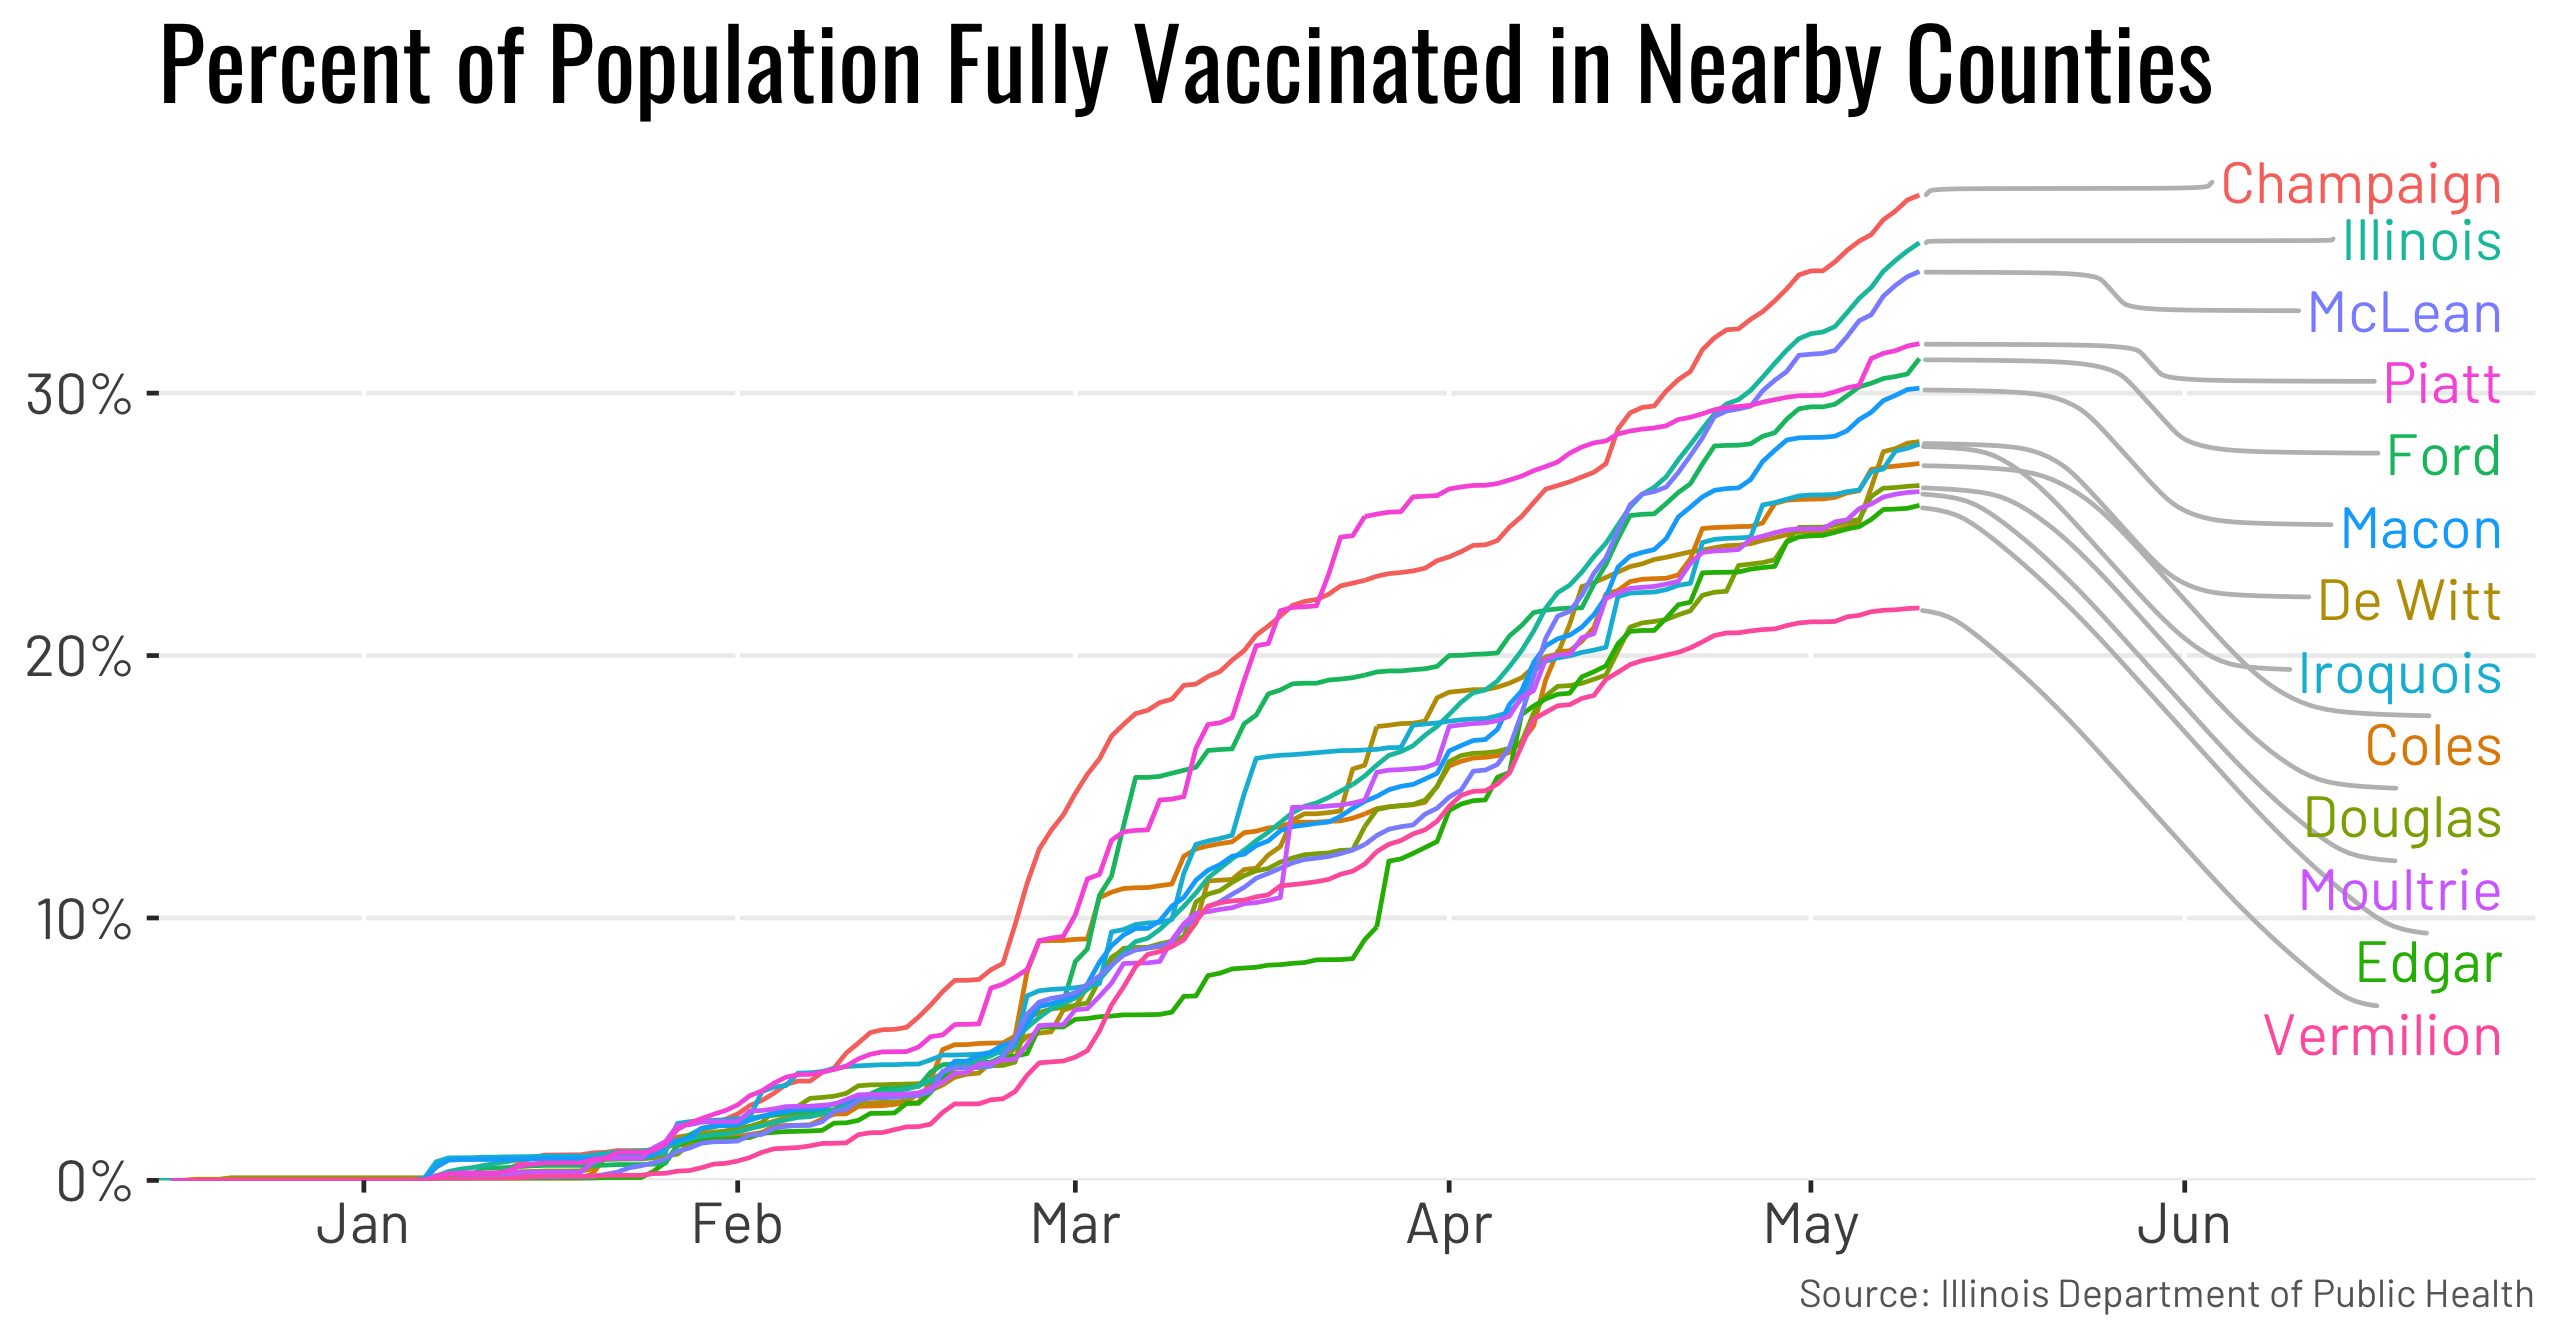 Percent of Population Fully Vaccinated in Nearby Counties
Champaign
Illinois
McLean
Piatt
30%
Ford
Macon
De Witt
20%
Iroquois
Coles
Douglas
Moultrie
10%
Edgar
Vermilion
0%
Jan Feb Mar Apr May Jun
Source: Illinois Department of Public Health